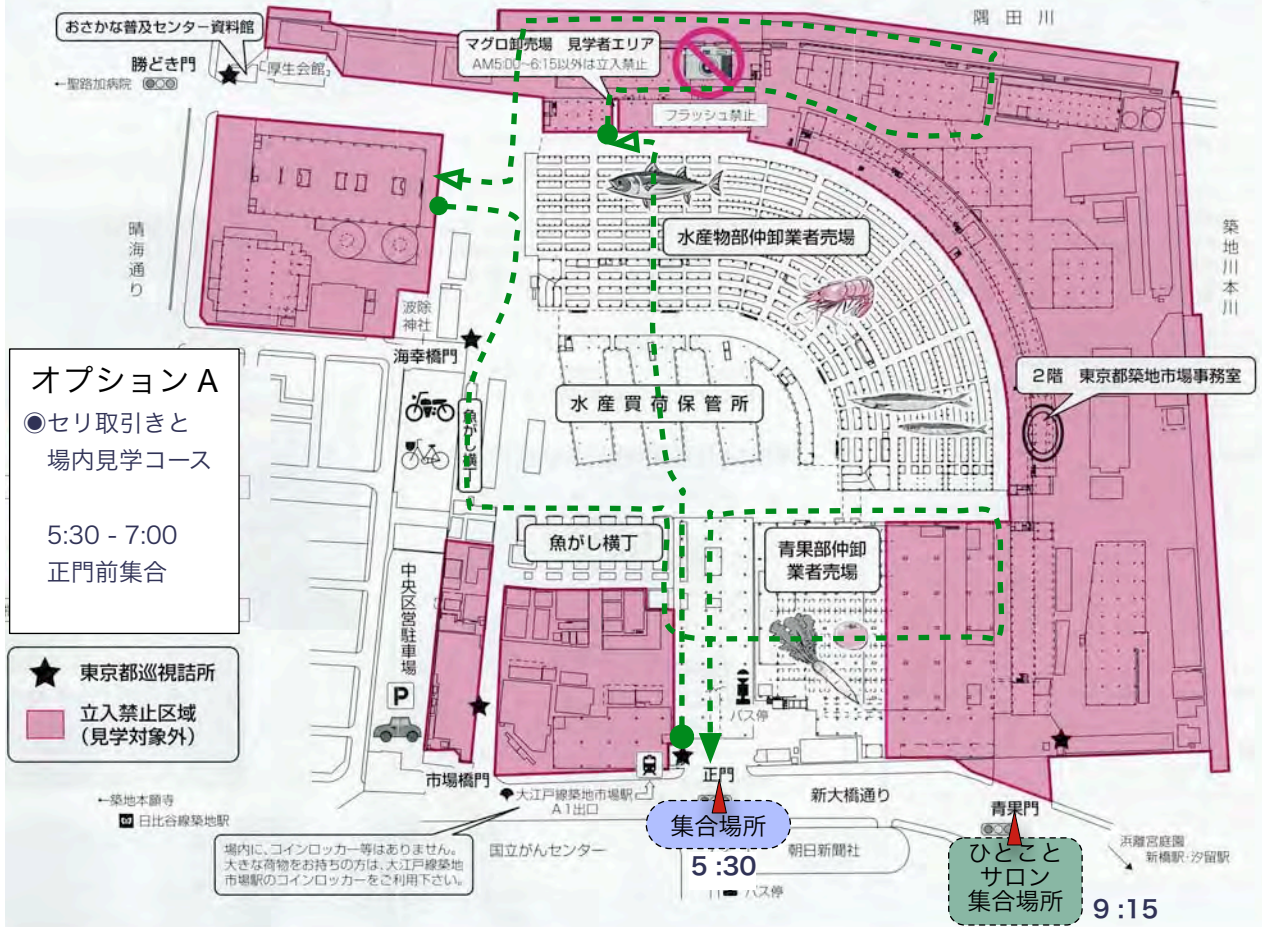 隅田川
おさかな普及センター資料館
勝どき門
←聖路加病院
「厚生会館」
マグロ卸売場 見学者エリア
AM5:00~6:15以外は立入禁止
フラッシュ禁止
晴海通り
築地川本川
水産物部仲卸業者売場
波除
神社
海幸橋門
魚がし横丁
水産買荷保管所
2階 東京都築地市場事務室
オプション A
◉セリ取引きと
場内見学コース
5:30 - 7:00
正門前集合
魚がし横丁
青果部仲卸
業者売場
中央区営駐車場
P
★ 東京都巡視詰所
立入禁止区域
(見学対象外)
バス停
市場橋門
大江戸線築地市場駅
A1出口
正門
新大橋通り
青果門
←築地本願寺
日比谷線築地駅
場内に、コインロッカー等はありません。
大きな荷物をお持ちの方は、大江戸線築地
市場駅のコインロッカーをご利用下さい。
国立がんセンター
集合場所
5 :30
朝日新聞社
バス停
ひとこと
サロン
集合場所
9 :15
浜離宮庭園
新橋駅・汐留駅